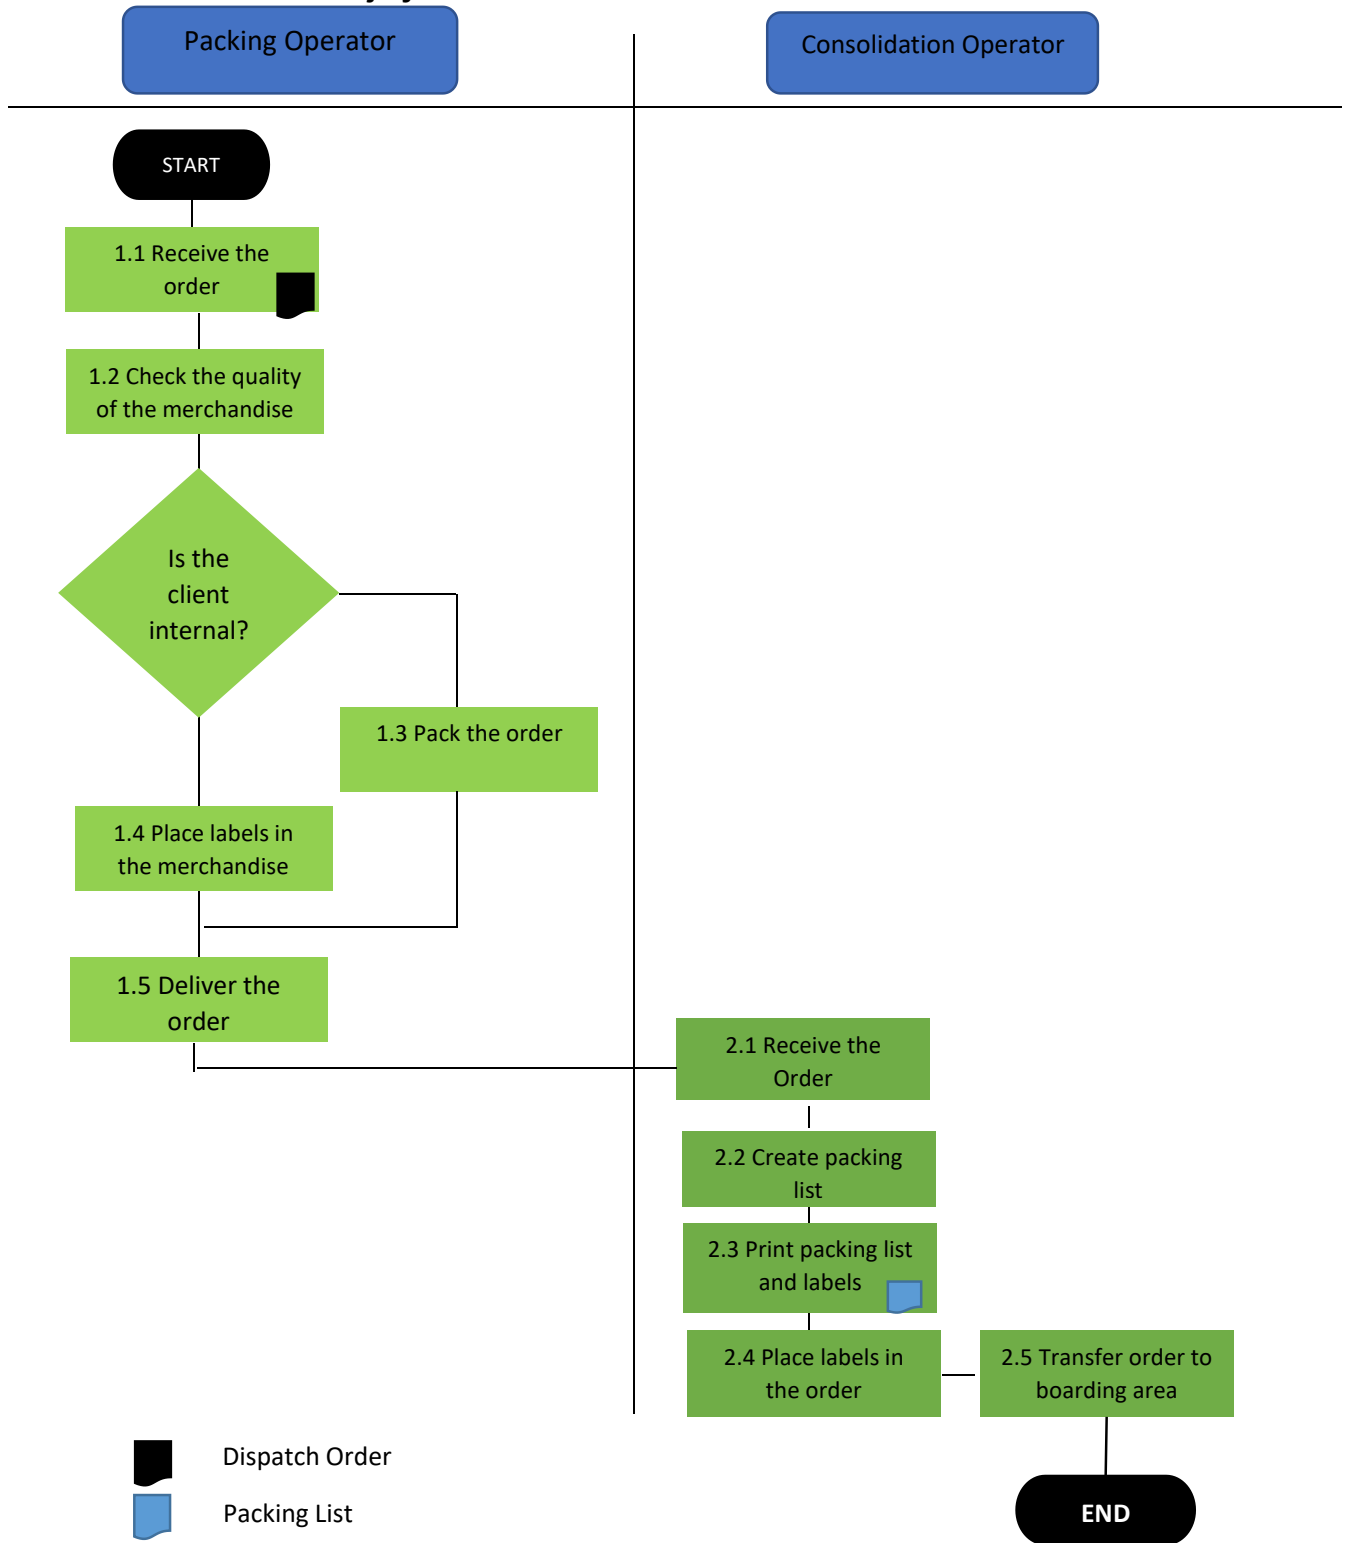 Packing Operator
Consolidation Operator
START
1.1 Receive the
order
1.2 Check the quality
of the merchandise
Is the
client
internal?
1.3 Pack the order
1.4 Place labels in
the merchandise
1.5 Deliver the
order
2.1 Receive the
Order
2.2 Create packing
list
2.3 Print packing list
and labels
2.4 Place labels in
the order
2.5 Transfer order to
boarding area
Dispatch Order
Packing List
END